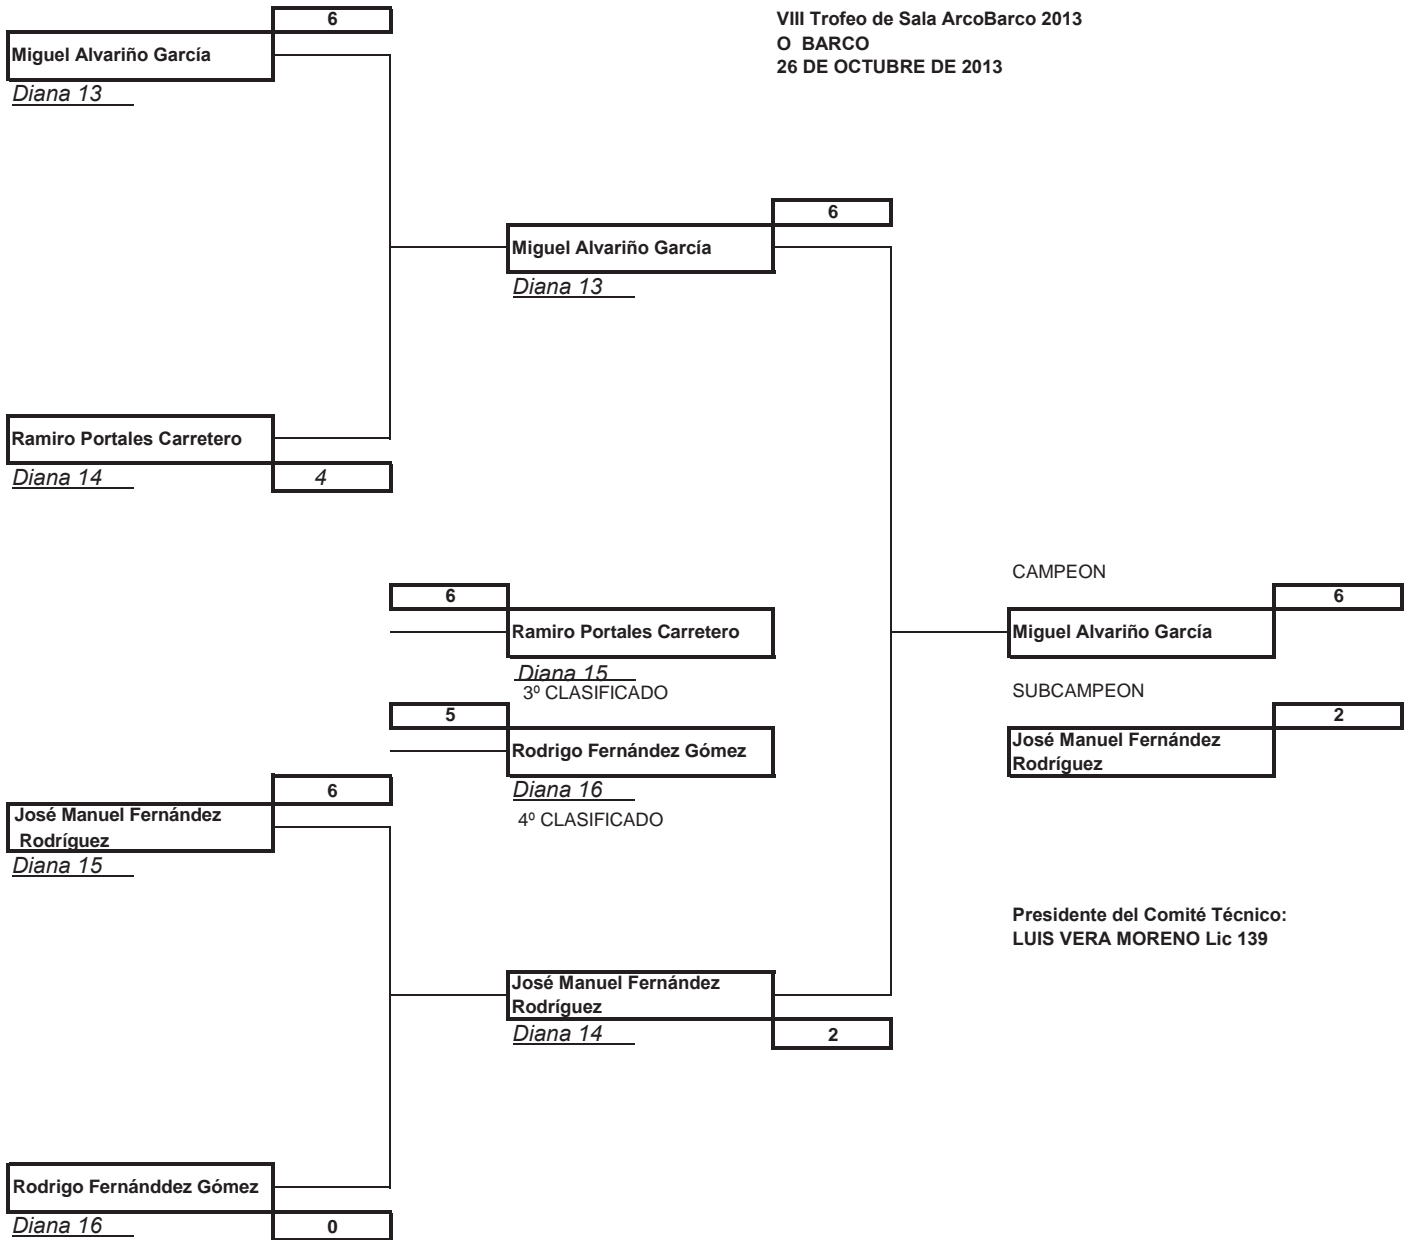 6
VIII Trofeo de Sala ArcoBarco 2013
Miguel Alvariño García
O BARCO
26 DE OCTUBRE DE 2013
Diana 13
6
Miguel Alvariño García
Diana 13
Ramiro Portales Carretero
Diana 14
4
CAMPEON
6
6
Ramiro Portales Carretero
Miguel Alvariño García
Diana 15
3º CLASIFICADO
SUBCAMPEON
5
2
Rodrigo Fernández Gómez
José Manuel Fernández
Rodríguez
6
Diana 16
José Manuel Fernández
Rodríguez
4º CLASIFICADO
Diana 15
Presidente del Comité Técnico:
LUIS VERA MORENO Lic 139
José Manuel Fernández
Rodríguez
Diana 14
2
Rodrigo Fernánddez Gómez
Diana 16
0